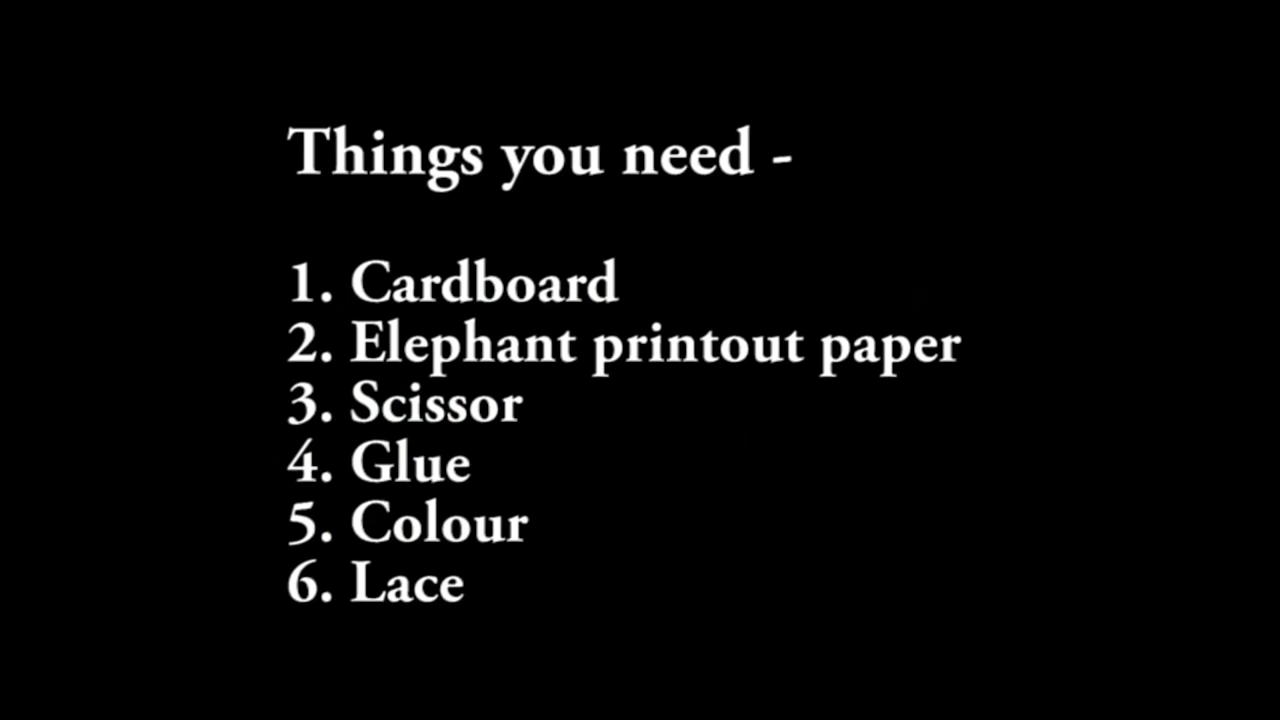 Things you need -
1. Cardboard
2. Elephant printout paper
3. Scissor
4. Glue
5. Colour
6. Lace